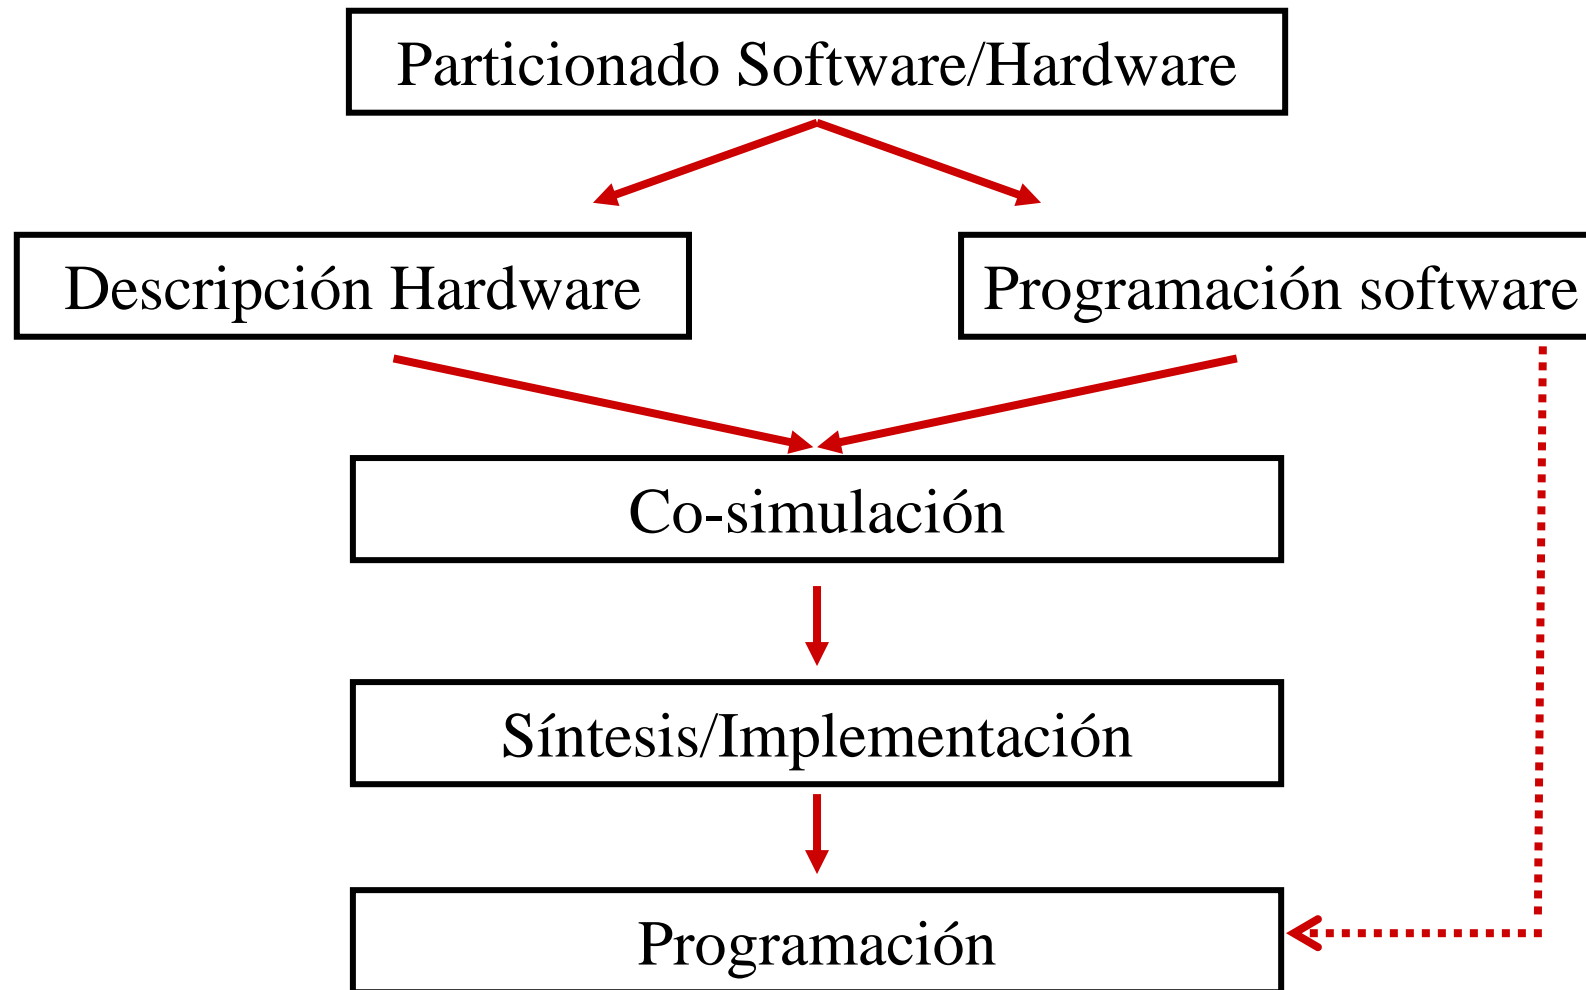 Particionado Software/Hardware
Descripción Hardware
Programación software
Co-simulación
Síntesis/Implementación
Programación